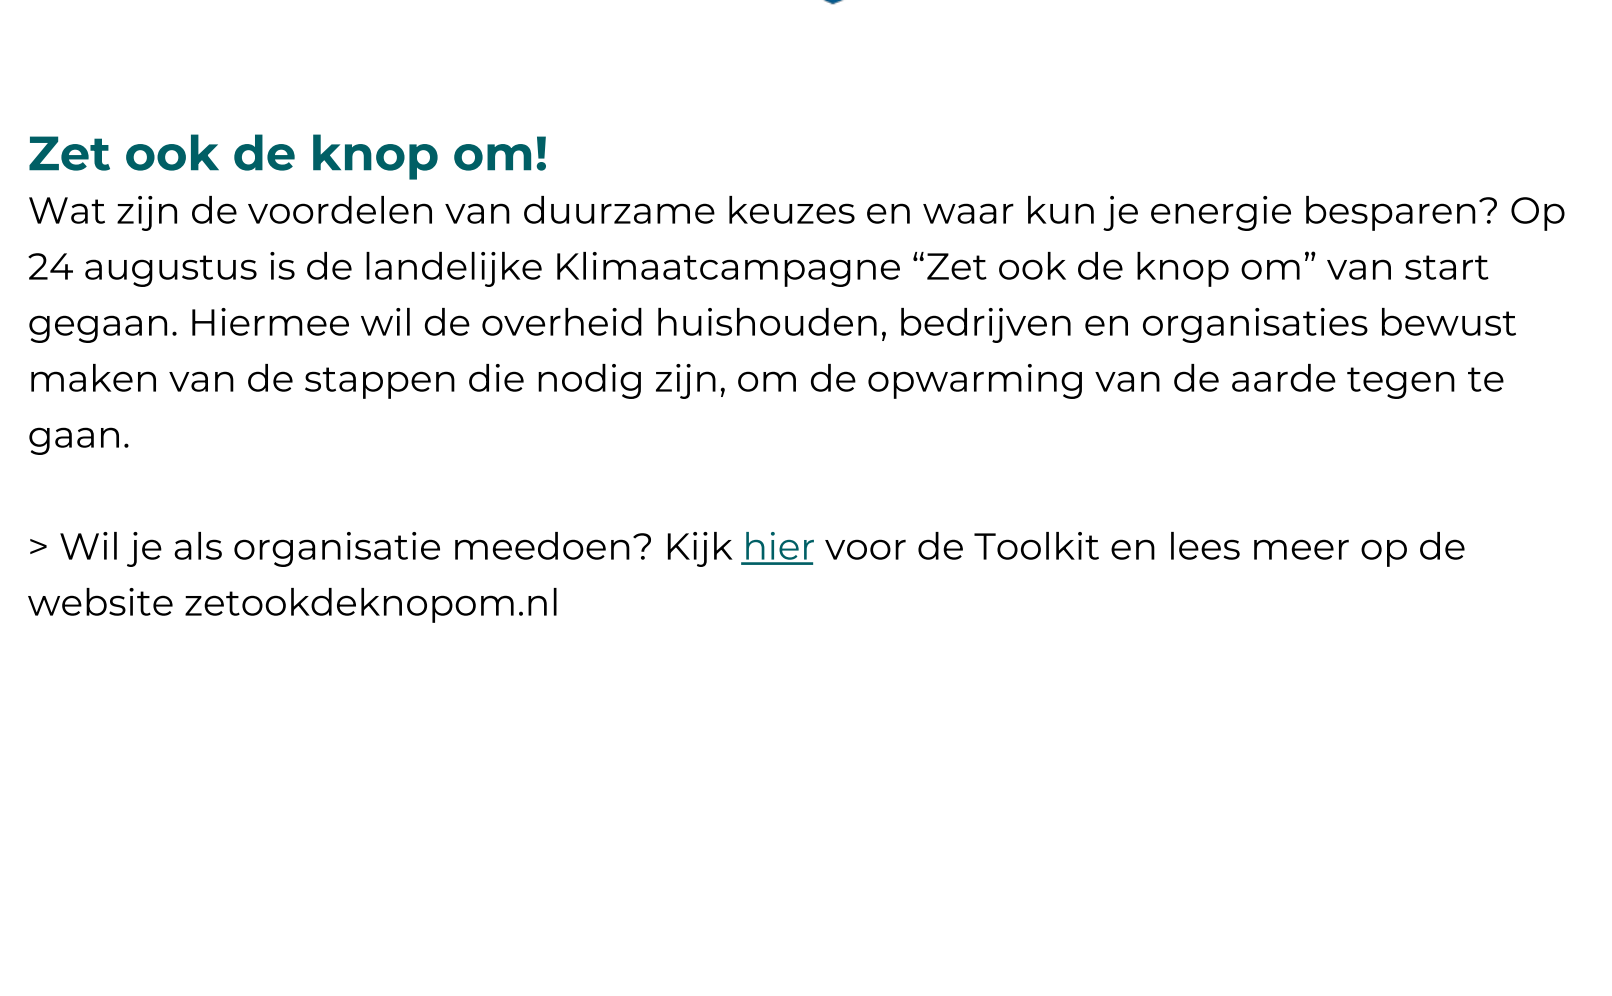 Zet ook de knop om!
Wat zijn de voordelen van duurzame keuzes en waar kun je energie besparen? Op
24 augustus is de landelijke Klimaatcampagne “Zet ook de knop om” van start
gegaan. Hiermee wil de overheid huishouden, bedrijven en organisaties bewust
maken van de stappen die nodig zijn, om de opwarming van de aarde tegen te
gaan.
> Wil je als organisatie meedoen? Kijk hier voor de Toolkit en lees meer op de
website zetookdeknopom.nl